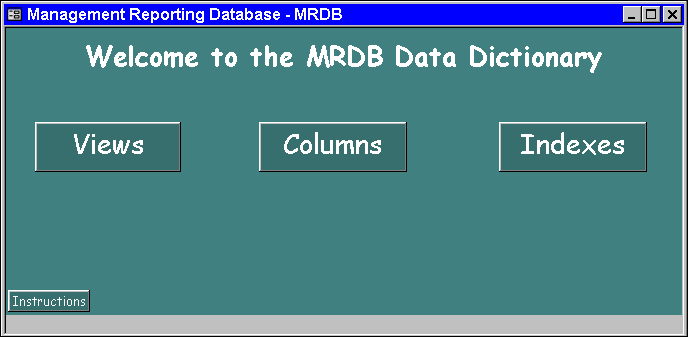 Management Reporting Database - MRDB
Welcome to the MRDB Data Dictionary
Views
Columns
Indexes
Instructions